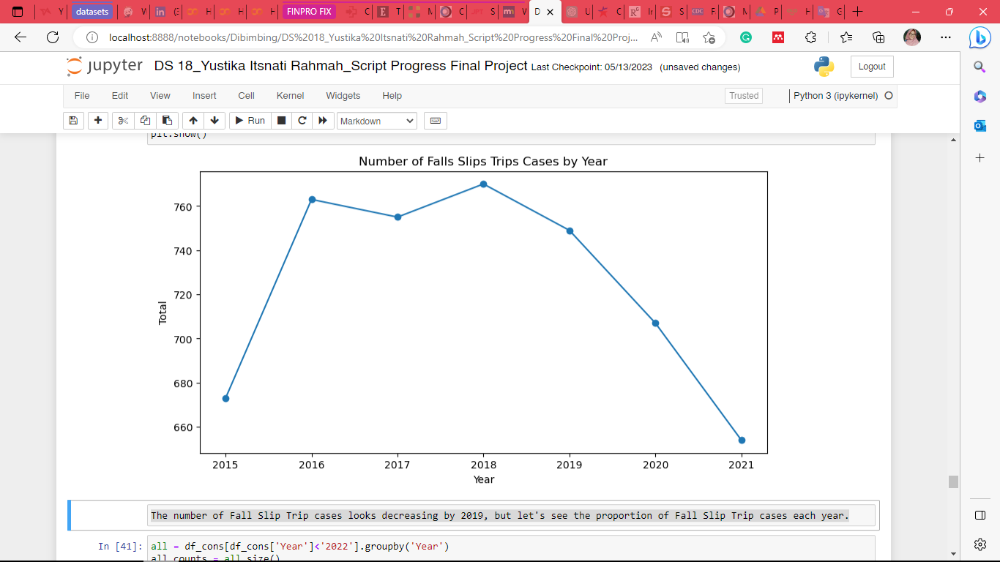 Y datasets W (E H H H FINPRO FIX C E T M C S W D U C In S F N P H G
localhost:8888/notebooks/Dibimbing/DS%2018_Yustika%20Itsnati%20Rahmah_Script%20Progress%20Final%20Proj...
jupyter DS 18_Yustika Itsnati Rahmah_Script Progress Final Project Last Checkpoint: 05/13/2023 (unsaved changes) Logout
File Edit View Insert Cell Kernel Widgets Help Trusted Python 3 (ipykernel)
Run Markdown
plt.show()
Number of Falls Slips Trips Cases by Year
760
740
720
Total
700
680
660
2015 2016 2017 2018 2019 2020 2021
Year
The number of Fall Slip Trip cases looks decreasing by 2019, but let's see the proportion of Fall Slip Trip cases each year.
In [41]: all = df_cons[df_cons['Year']<'2022'].groupby('Year')
all_counts = all.size()